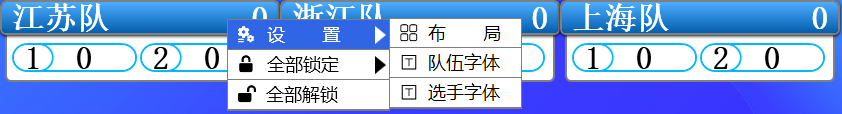 江苏队 0 浙江队 0 上海队 0
设 置 布 局
1 0 2 0 全部锁定 队伍字体 1 0 2 0
全部解锁 选手字体